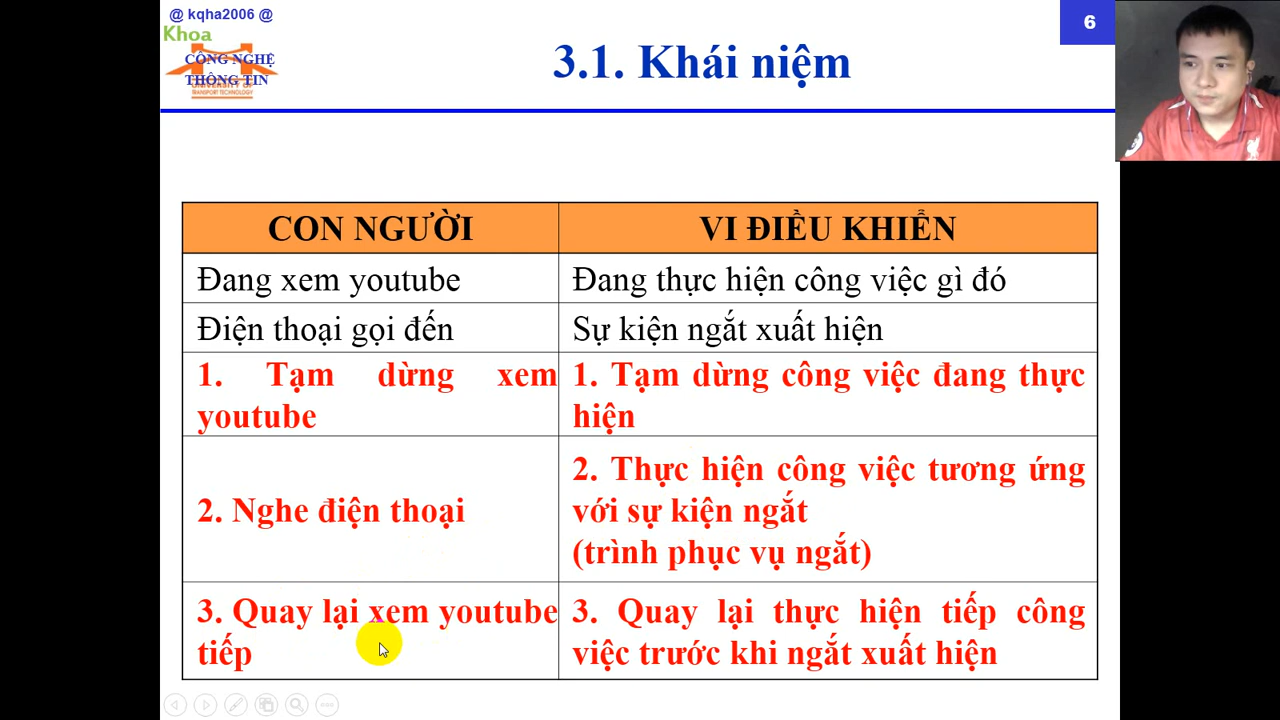 @ kqha2006 @
Khoa
CÔNG NGHỆ
THÔNG TIN
UNIVERSITY OF
TRANSPORT TECHNOLOGY
3.1. Khái niệm
6
CON NGƯỜI
VI ĐIỀU KHIỂN
Đang xem youtube
Đang thực hiện công việc gì đó
Điện thoại gọi đến
Sự kiện ngắt xuất hiện
1. Tạm dừng xem
youtube
1. Tạm dừng công việc đang thực
hiện
2. Nghe điện thoại
2. Thực hiện công việc tương ứng
với sự kiện ngắt
(trình phục vụ ngắt)
3. Quay lại xem youtube
tiếp
3. Quay lại thực hiện tiếp công
việc trước khi ngắt xuất hiện